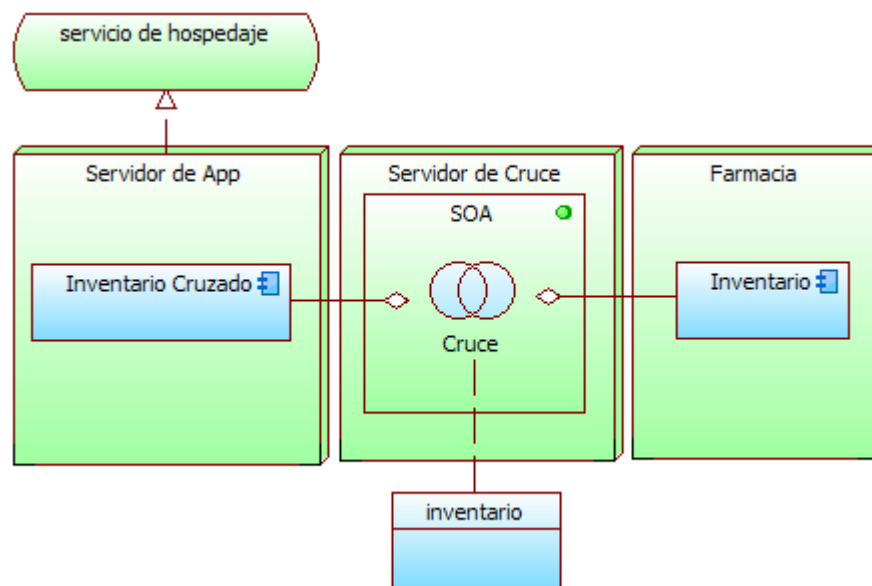 servicio de hospedaje
Servidor de App
Servidor de Cruce
Farmacia
SOA
Inventario Cruzado
Inventario
Cruce
inventario